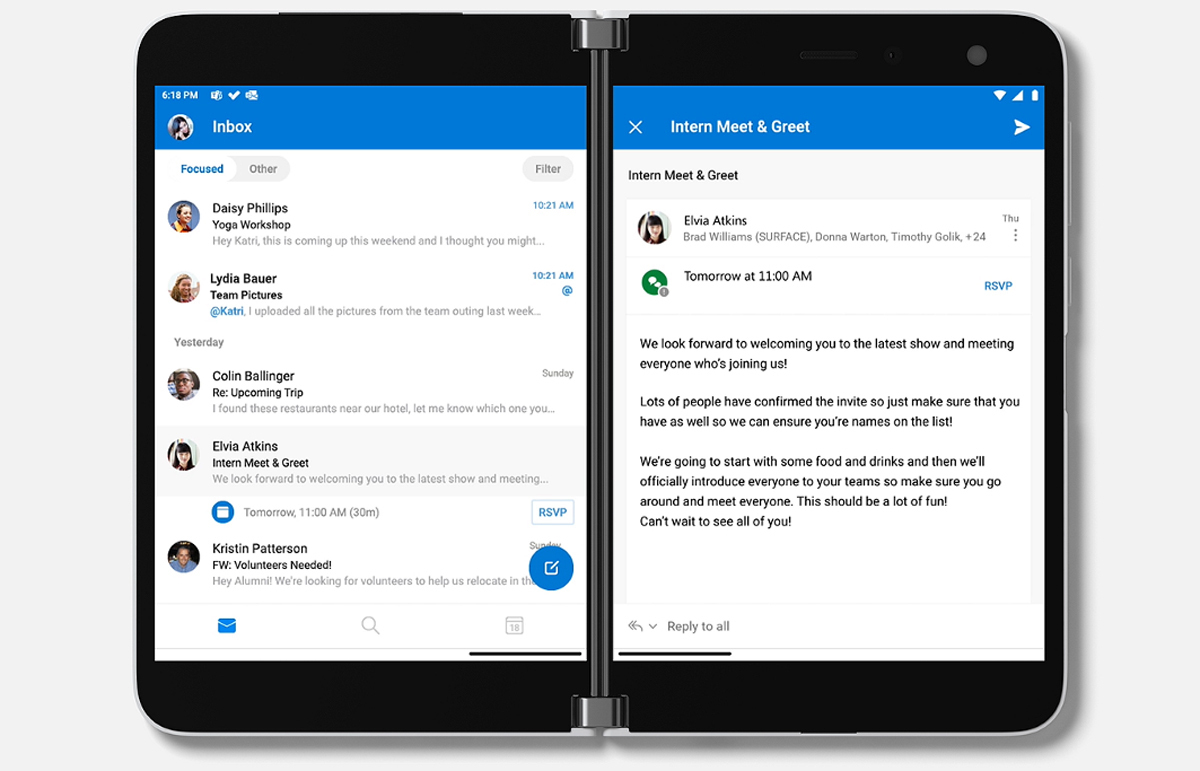 6:18 PM
Inbox
Focused Other Filter
Daisy Phillips 10:21 AM
Yoga Workshop
Hey Katri, this is coming up this weekend and I thought you might...
Lydia Bauer 10:21 AM
Team Pictures @
@Katri, I uploaded all the pictures from the team outing last week...
Yesterday
Colin Ballinger Sunday
Re: Upcoming Trip
I found these restaurants near our hotel, let me know which one you...
Elvia Atkins
Intern Meet & Greet
We look forward to welcoming you to the latest show and meeting...
Tomorrow, 11:00 AM (30m) RSVP
Kristin Patterson Sunday
FW: Volunteers Needed!
Hey Alumni! We're looking for volunteers to help us relocate in
18
Intern Meet & Greet
Intern Meet & Greet
Elvia Atkins Thu
Brad Williams (SURFACE), Donna Warton, Timothy Golik, +24
Tomorrow at 11:00 AM
RSVP
We look forward to welcoming you to the latest show and meeting
everyone who's joining us!
Lots of people have confirmed the invite so just make sure that you
have as well so we can ensure you're names on the list!
We're going to start with some food and drinks and then we'll
officially introduce everyone to your teams so make sure you go
around and meet everyone. This should be a lot of fun!
Can't wait to see all of you!
Reply to all